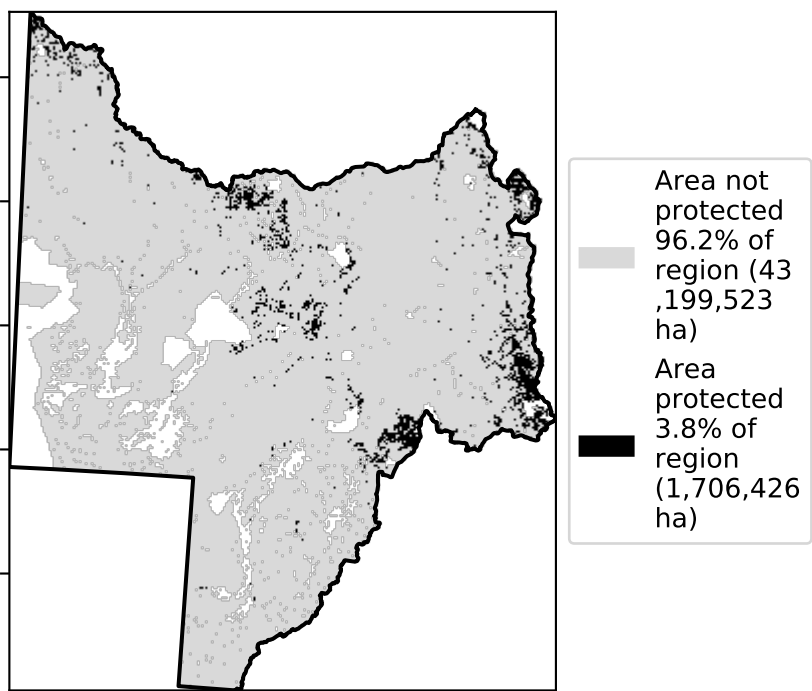 Area not
protected
96.2% of
region (43
,199,523
ha)
Area
protected
3.8% of
region
(1,706,426
ha)